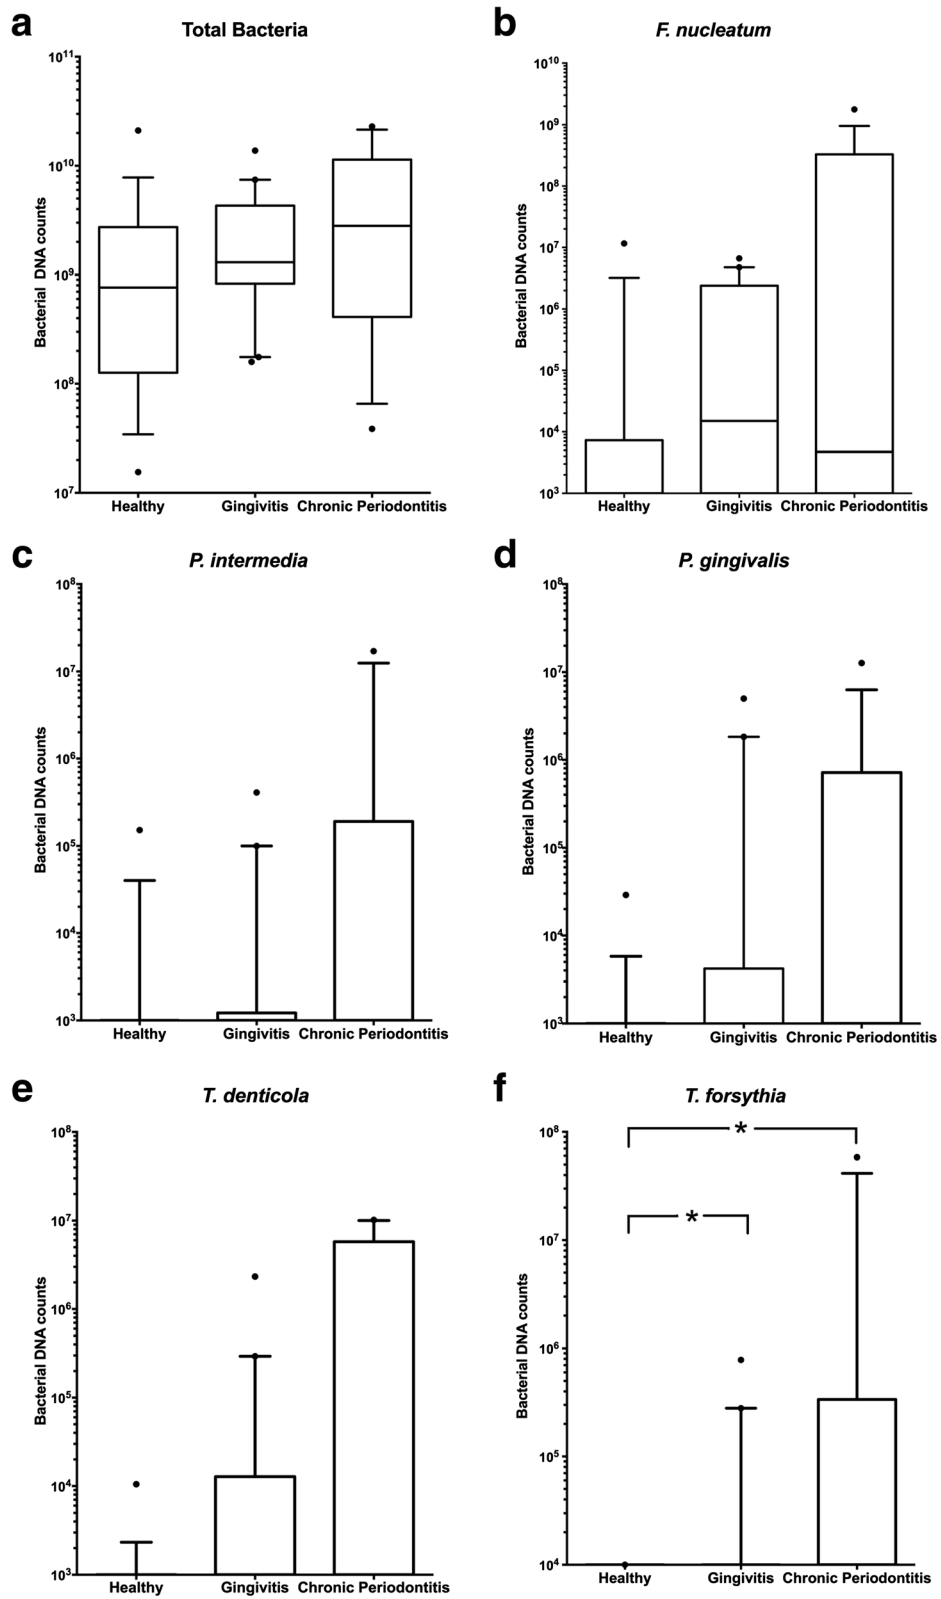 a
Total Bacteria
Bacterial DNA counts
10¹¹
10¹⁰
10⁹
10⁸
10⁷
Healthy
Gingivitis
Chronic Periodontitis
b
F. nucleatum
Bacterial DNA counts
10¹⁰
10⁹
10⁸
10⁷
10⁶
10⁵
10⁴
10³
Healthy
Gingivitis
Chronic Periodontitis
c
P. intermedia
Bacterial DNA counts
10⁸
10⁷
10⁶
10⁵
10⁴
10³
Healthy
Gingivitis
Chronic Periodontitis
d
P. gingivalis
Bacterial DNA counts
10⁸
10⁷
10⁶
10⁵
10⁴
10³
Healthy
Gingivitis
Chronic Periodontitis
e
T. denticola
Bacterial DNA counts
10⁸
10⁷
10⁶
10⁵
10⁴
10³
Healthy
Gingivitis
Chronic Periodontitis
f
T. forsythia
Bacterial DNA counts
10⁸
10⁷
10⁶
10⁵
10⁴
*
*
Healthy
Gingivitis
Chronic Periodontitis